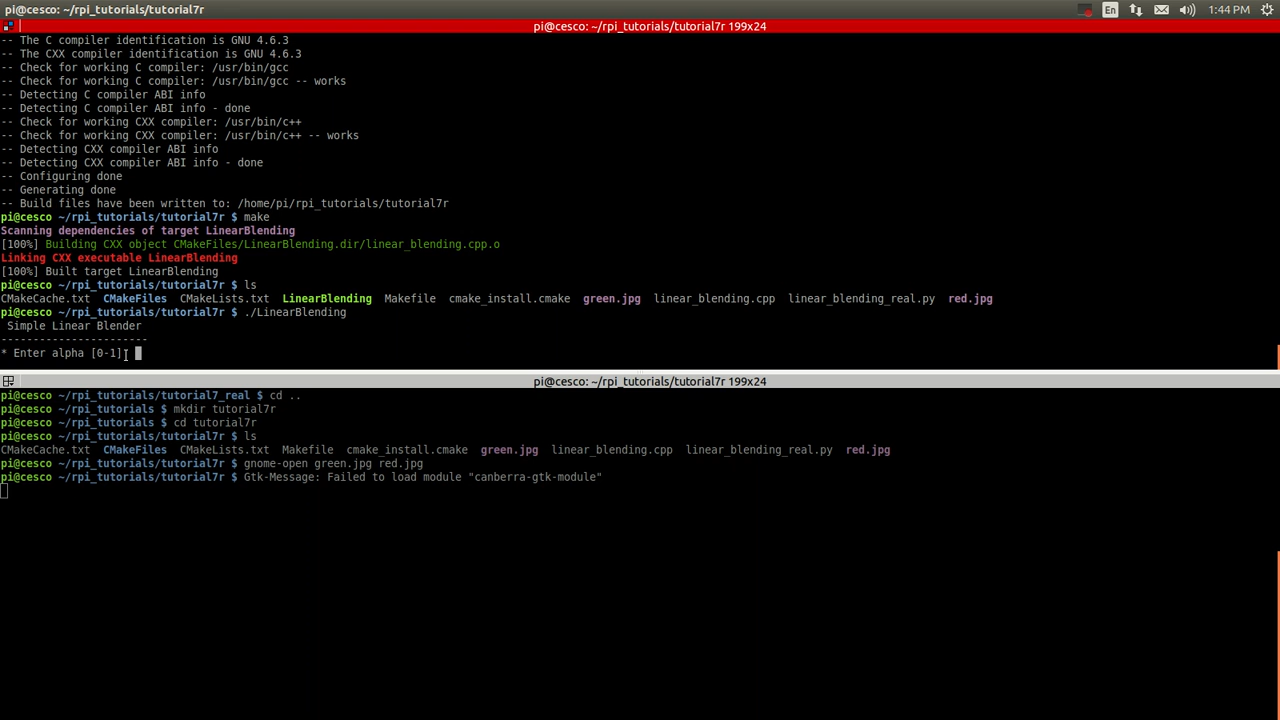 pi@cesco: ~/rpi_tutorials/tutorial7r
En
1:44 PM
pi@cesco: ~/rpi_tutorials/tutorial7r 199x24
-- The C compiler identification is GNU 4.6.3
-- The CXX compiler identification is GNU 4.6.3
-- Check for working C compiler: /usr/bin/gcc
-- Check for working C compiler: /usr/bin/gcc -- works
-- Detecting C compiler ABI info
-- Detecting C compiler ABI info - done
-- Check for working CXX compiler: /usr/bin/c++
-- Check for working CXX compiler: /usr/bin/c++ -- works
-- Detecting CXX compiler ABI info
-- Detecting CXX compiler ABI info - done
-- Configuring done
-- Generating done
-- Build files have been written to: /home/pi/rpi_tutorials/tutorial7r
pi@cesco ~/rpi_tutorials/tutorial7r $ make
Scanning dependencies of target LinearBlending
[100%] Building CXX object CMakeFiles/LinearBlending.dir/linear_blending.cpp.o
Linking CXX executable LinearBlending
[100%] Built target LinearBlending
pi@cesco ~/rpi_tutorials/tutorial7r $ ls
CMakeCache.txt CMakeFiles CMakeLists.txt LinearBlending Makefile cmake_install.cmake green.jpg linear_blending.cpp linear_blending_real.py red.jpg
pi@cesco ~/rpi_tutorials/tutorial7r $ ./LinearBlending
Simple Linear Blender
-----------------------
* Enter alpha [0-1]:
pi@cesco: ~/rpi_tutorials/tutorial7r 199x24
pi@cesco ~/rpi_tutorials/tutorial7_real $ cd ..
pi@cesco ~/rpi_tutorials $ mkdir tutorial7r
pi@cesco ~/rpi_tutorials $ cd tutorial7r
pi@cesco ~/rpi_tutorials/tutorial7r $ ls
CMakeCache.txt CMakeFiles CMakeLists.txt Makefile cmake_install.cmake green.jpg linear_blending.cpp linear_blending_real.py red.jpg
pi@cesco ~/rpi_tutorials/tutorial7r $ gnome-open green.jpg red.jpg
pi@cesco ~/rpi_tutorials/tutorial7r $ Gtk-Message: Failed to load module "canberra-gtk-module"